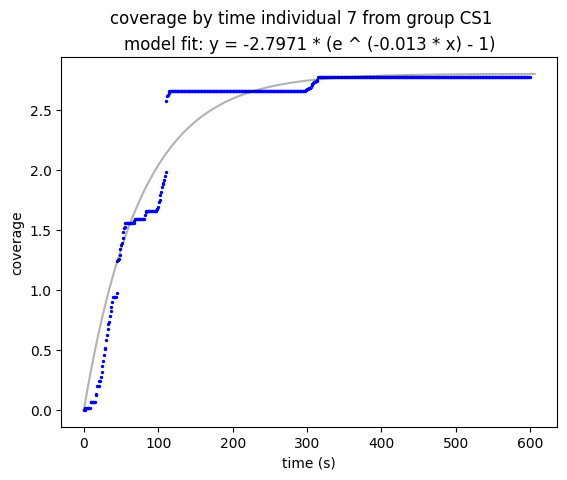 coverage by time individual 7 from group CS1
model fit: y = -2.7971 * (e ^ (-0.013 * x) - 1)
2.5
2.0
1.5
1.0
0.5
0.0
coverage
0 100 200 300 400 500 600
time (s)